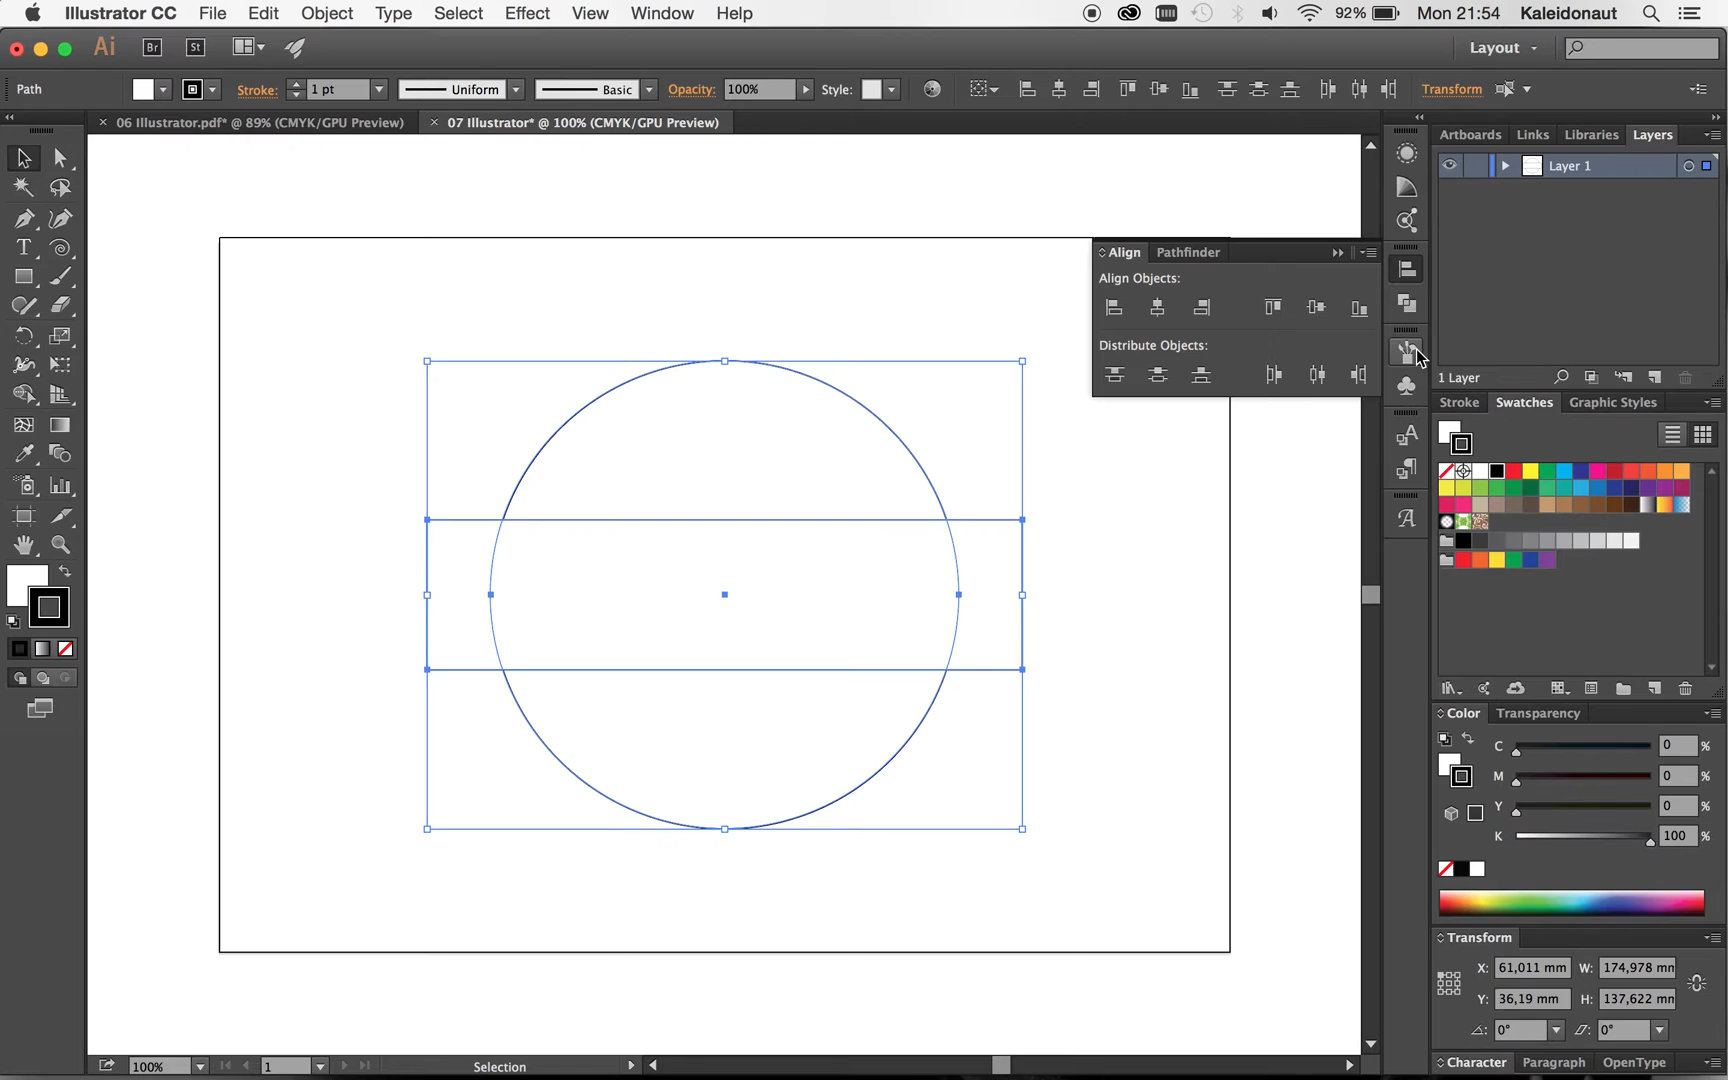 Illustrator CC File Edit Object Type Select Effect View Window Help 92% Mon 21:54 Kaleidonaut
Ai Br St Layout
Path Stroke: 1 pt Uniform Basic Opacity: 100% Style: Transform
06 Illustrator.pdf* @ 89% (CMYK/GPU Preview) 07 Illustrator* @ 100% (CMYK/GPU Preview)
Artboards Links Libraries Layers
Layer 1
Align Pathfinder
Align Objects:
Distribute Objects:
1 Layer
Stroke Swatches Graphic Styles
Color Transparency
C 0 %
M 0 %
Y 0 %
K 100 %
Transform
X: 61,011 mm W: 174,978 mm
Y: 36,19 mm H: 137,622 mm
0° 0°
Character Paragraph OpenType
100% 1 Selection